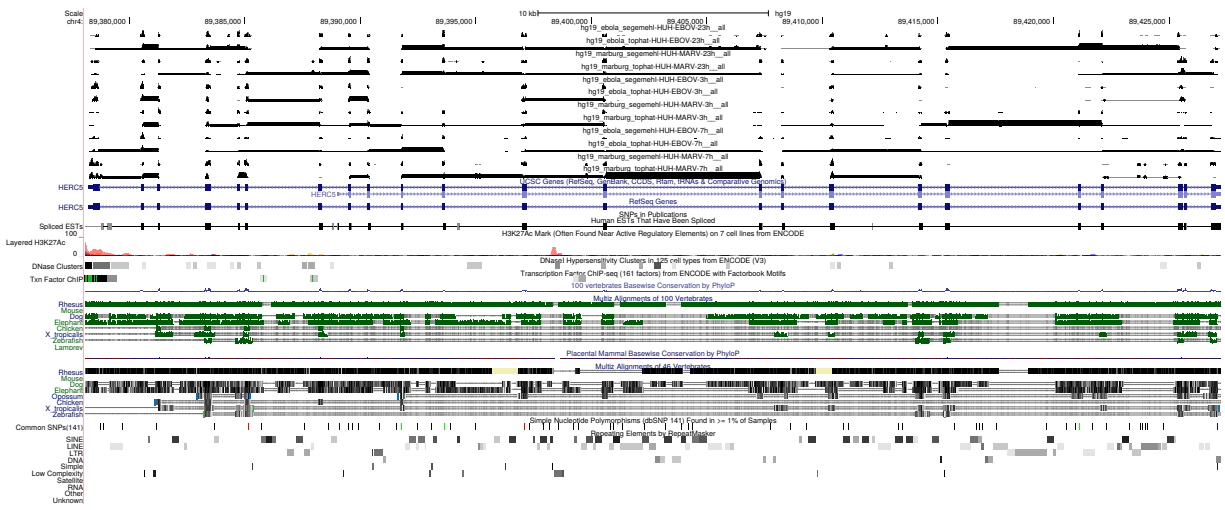 Scale 10 kb hg19
chr4: 89,380,000 89,385,000 89,390,000 89,395,000 89,400,000 89,405,000 89,410,000 89,415,000 89,420,000 89,425,000
hg19_ebola_segemehl-HUH-EBOV-23h__all
hg19_ebola_tophat-HUH-EBOV-23h__all
hg19_marburg_segemehl-HUH-MARV-23h__all
hg19_marburg_tophat-HUH-MARV-23h__all
hg19_ebola_segemehl-HUH-EBOV-3h__all
hg19_ebola_tophat-HUH-EBOV-3h__all
hg19_marburg_segemehl-HUH-MARV-3h__all
hg19_marburg_tophat-HUH-MARV-3h__all
hg19_ebola_segemehl-HUH-EBOV-7h__all
hg19_ebola_tophat-HUH-EBOV-7h__all
hg19_marburg_segemehl-HUH-MARV-7h__all
hg19_marburg_tophat-HUH-MARV-7h__all
UCSC Genes (RefSeq, GenBank, CCDS, Rfam, tRNAs & Comparative Genomics)
HERC5
HERC5
RefSeq Genes
HERC5
SNPs in Publications
Human ESTs That Have Been Spliced
Spliced ESTs
H3K27Ac Mark (Often Found Near Active Regulatory Elements) on 7 cell lines from ENCODE
100
Layered H3K27Ac
0
DNaseI Hypersensitivity Clusters in 125 cell types from ENCODE (V3)
DNase Clusters
Transcription Factor ChIP-seq (161 factors) from ENCODE with Factorbook Motifs
Txn Factor ChIP
100 vertebrates Basewise Conservation by PhyloP
Multiz Alignments of 100 Vertebrates
Rhesus
Mouse
Dog
Elephant
Chicken
X_tropicalis
Zebrafish
Lamprey
Placental Mammal Basewise Conservation by PhyloP
Multiz Alignments of 46 Vertebrates
Rhesus
Mouse
Dog
Elephant
Opossum
Chicken
X_tropicalis
Zebrafish
Simple Nucleotide Polymorphisms (dbSNP 141) Found in >= 1% of Samples
Common SNPs(141)
Repeating Elements by RepeatMasker
SINE
LINE
LTR
DNA
Simple
Low Complexity
Satellite
RNA
Other
Unknown